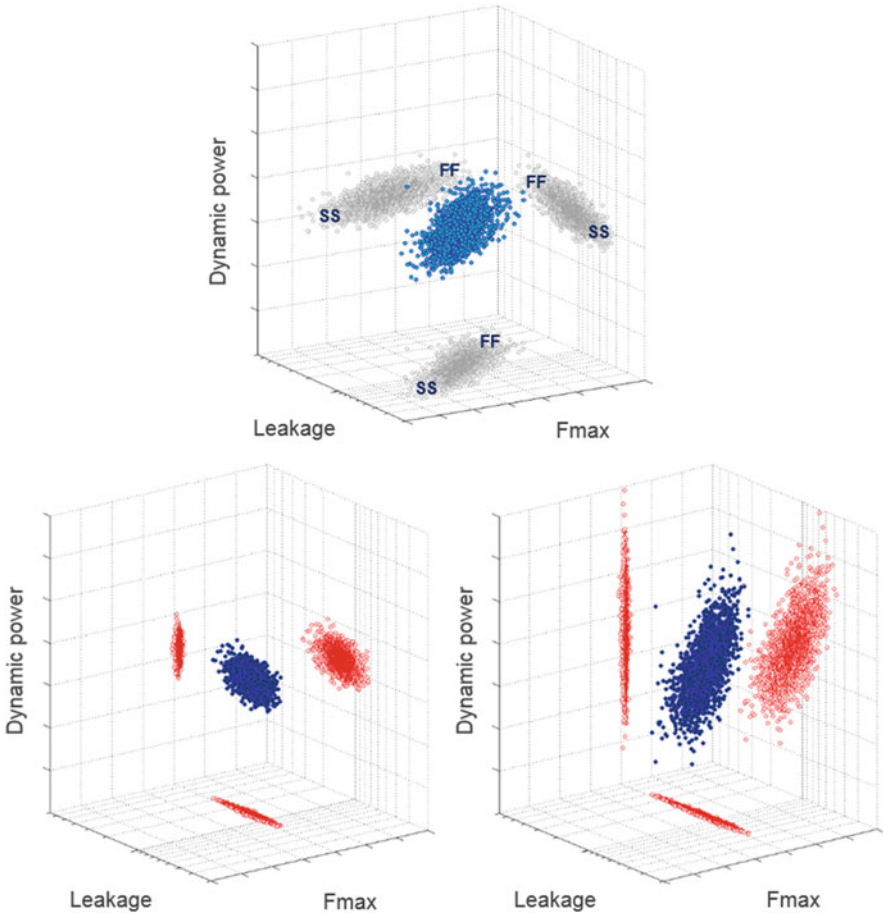 Dynamic power
FF
FF
SS
SS
FF
SS
Leakage
Fmax
Dynamic power
Leakage
Fmax
Dynamic power
Leakage
Fmax